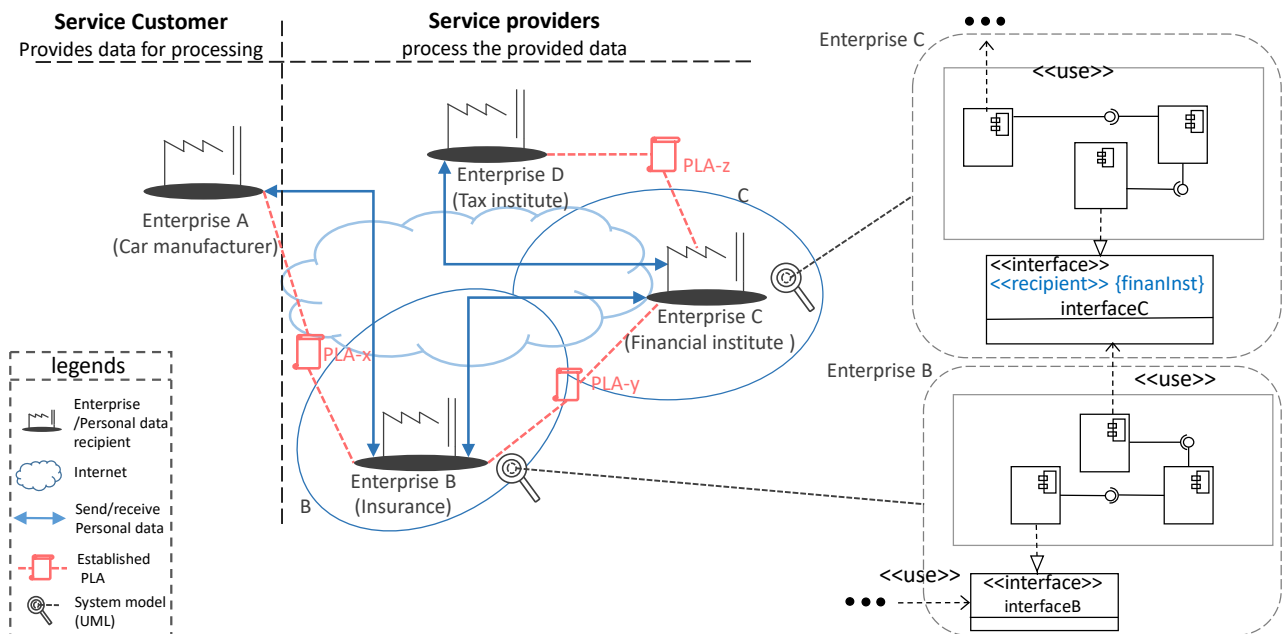 Service Customer
Provides data for processing
Service providers
process the provided data
Enterprise A
(Car manufacturer)
Enterprise D
(Tax institute)
PLA-z
C
Enterprise C
(Financial institute )
PLA-x
PLA-y
Enterprise B
(Insurance)
B
legends
Enterprise
/Personal data
recipient
Internet
Send/receive
Personal data
Established
PLA
System model
(UML)
•••
Enterprise C
<<use>>
<<interface>>
<<recipient>> {finanInst}
interfaceC
Enterprise B
<<use>>
<<use>>
•••
<<interface>>
interfaceB